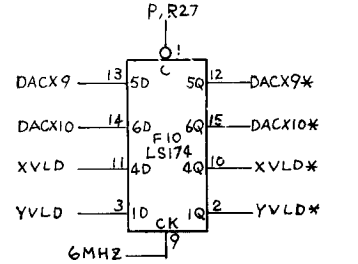 P,R27
1
C
DACX9 13 5D 5Q 12 DACX9*
DACX10 14 6D 6Q 15 DACX10*
F10
LS174
XVLD 11 4D 4Q 10 XVLD*
YVLD 3 1D 1Q 2 YVLD*
CK
9
6MHZ